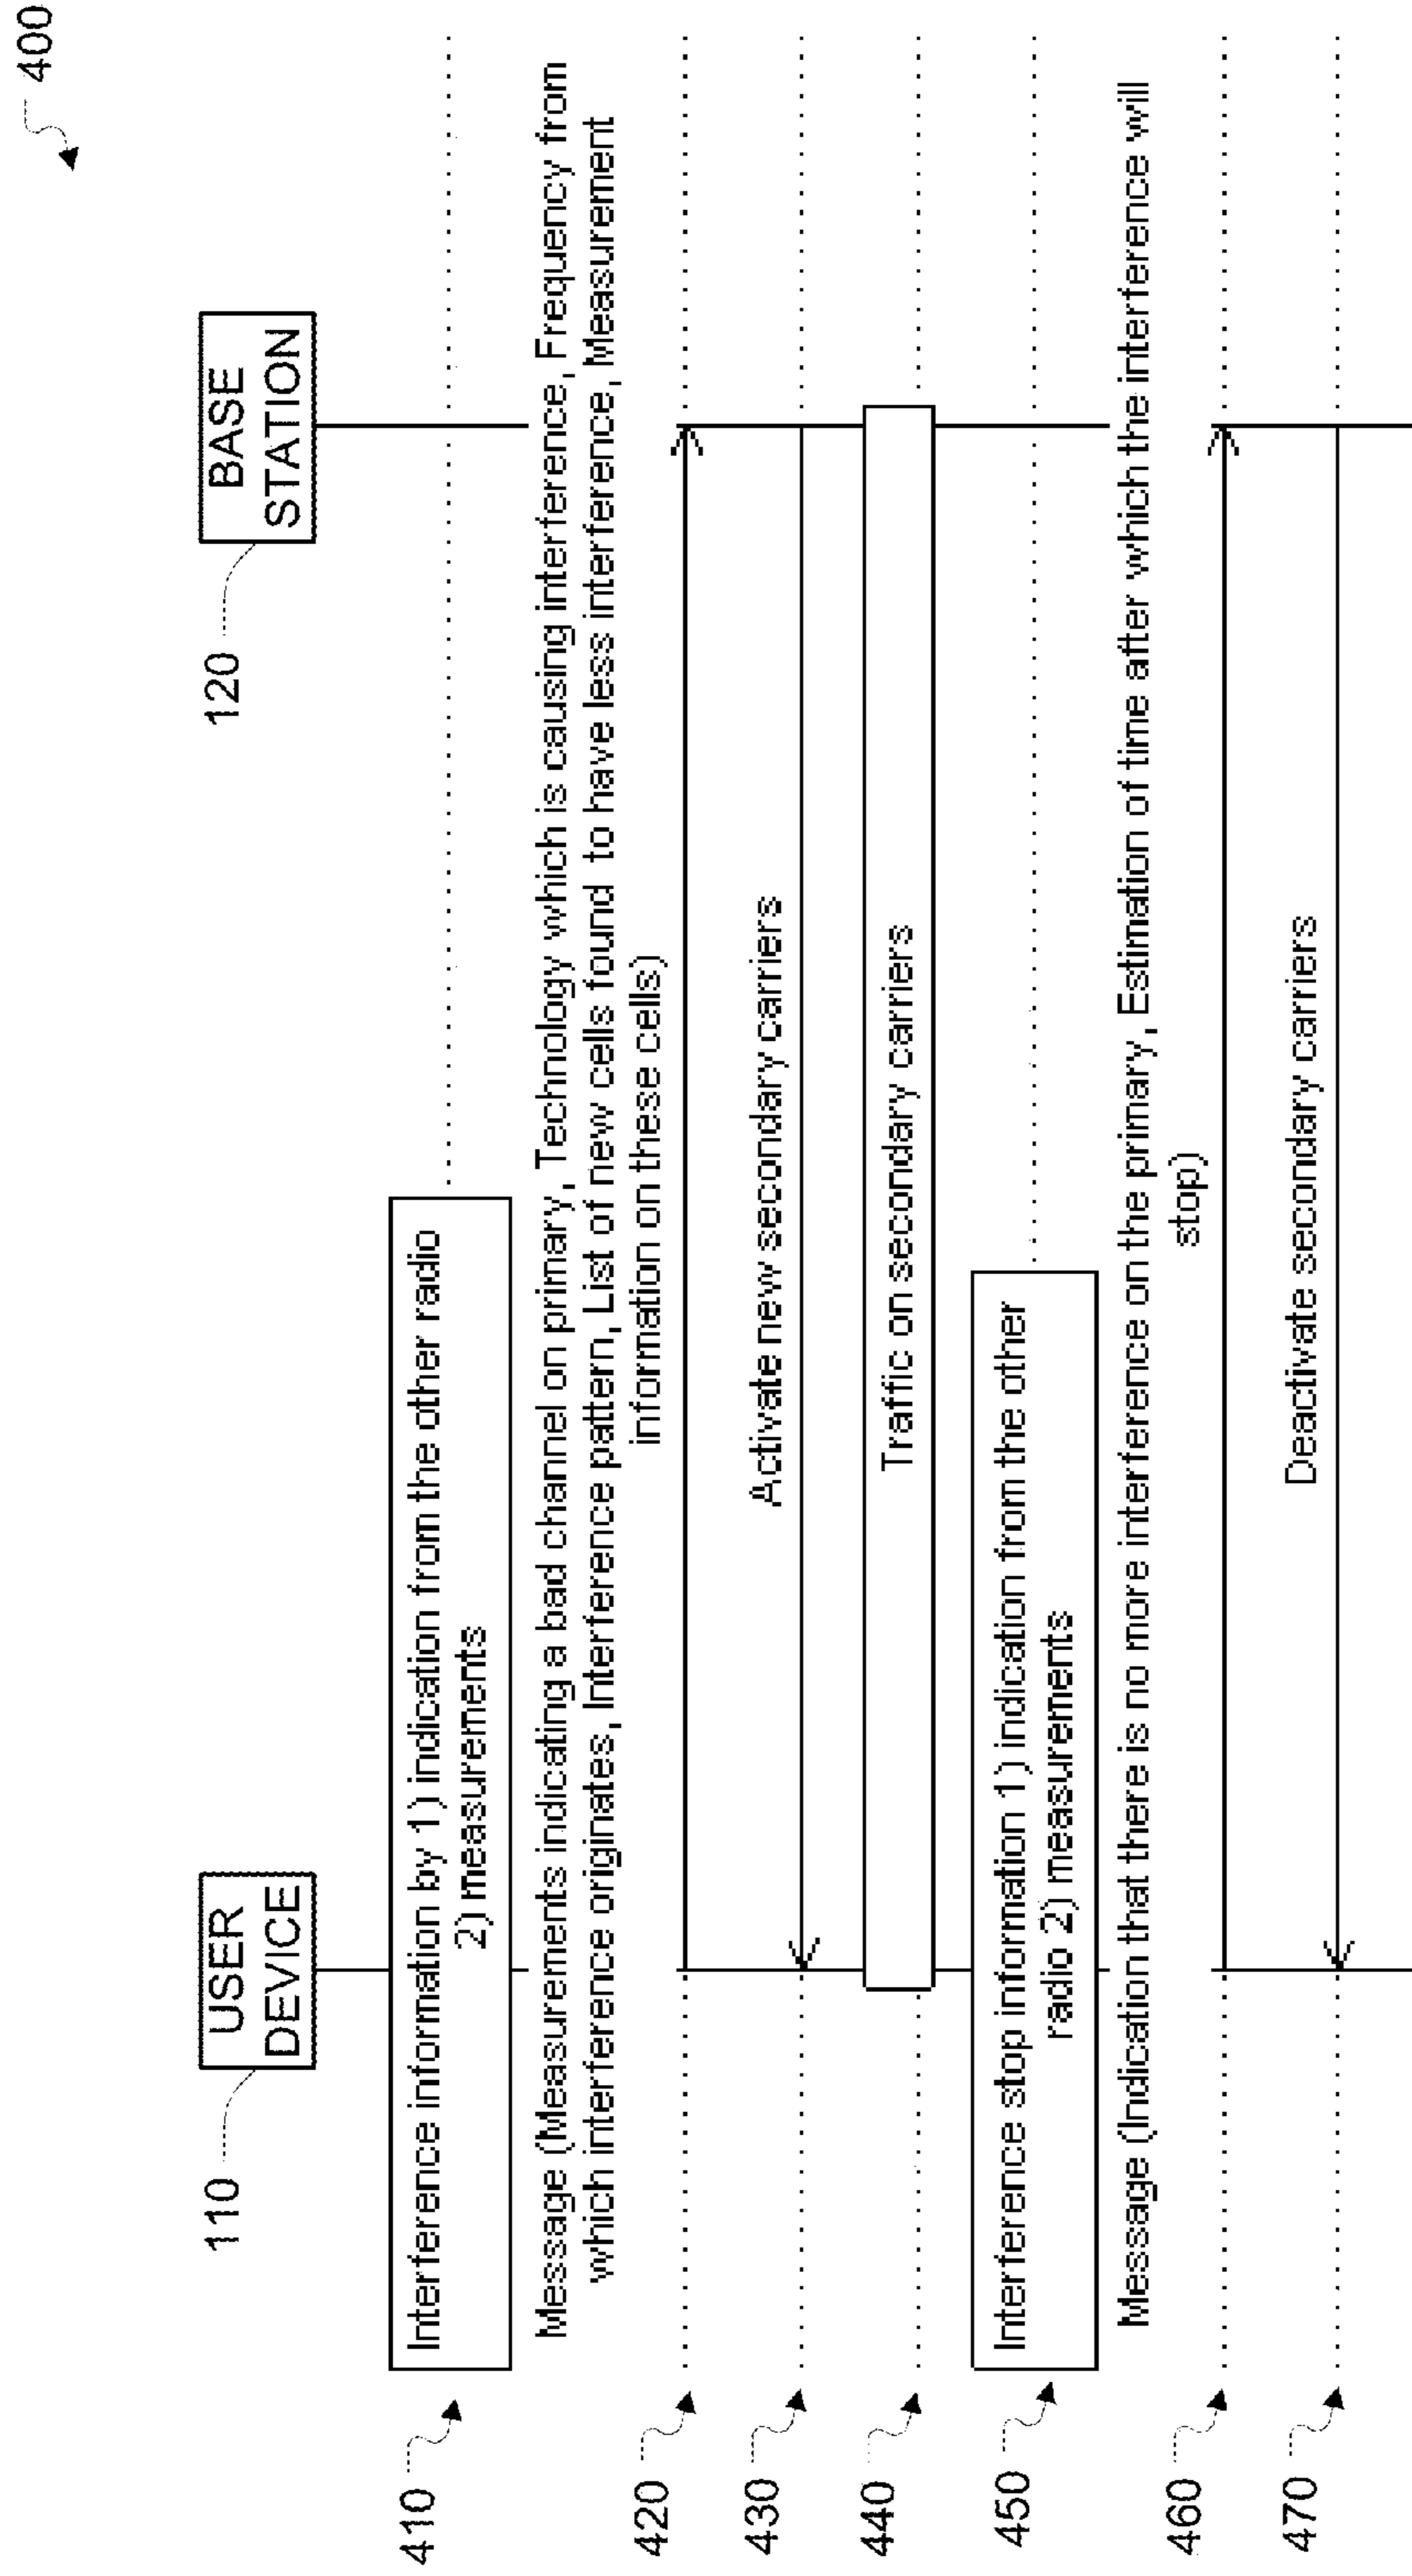 400
110
USER
DEVICE
120
BASE
STATION
410
Interference information by 1) indication from the other radio
2) measurements
Message (Measurements indicating a bad channel on primary, Technology which is causing interference, Frequency from
which interference originates, Interference pattern, List of new cells found to have less interference, Measurement
information on these cells)
420
Activate new secondary carriers
430
Traffic on secondary carriers
440
Interference stop information 1) indication from the other
radio 2) measurements
450
Message (Indication that there is no more interference on the primary, Estimation of time after which the interference will
stop)
460
Deactivate secondary carriers
470